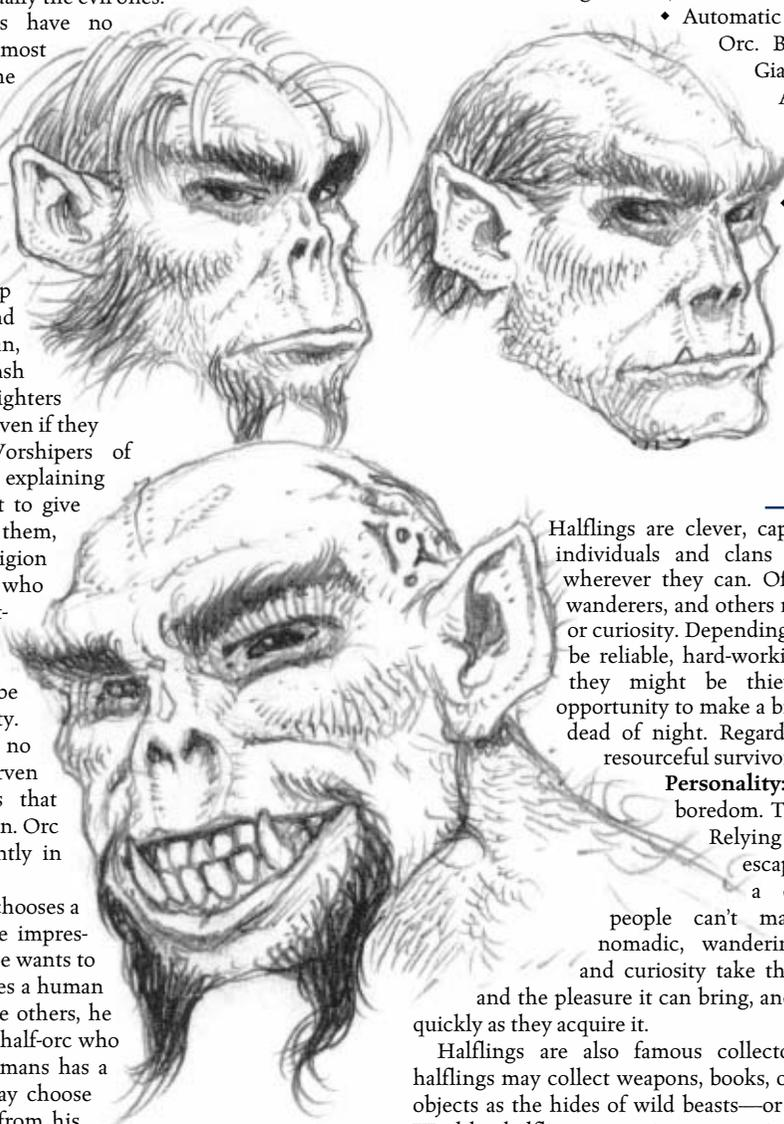 ually the evil ones.
s have no
most
ne
p
nd
in,
ash
ighters
ven if they
Worshipers of
explaining
t to give
them,
igion
who
r-
be
ty.
no
rven
s that
n. Orc
ntly in
chooses a
e impres-
e wants to
es a human
e others, he
half-orc who
mans has a
ay choose
from his
◆ Automatic
Orc. B
Gia
Halflings are clever, cap
individuals and clans
wherever they can. Of
wanderers, and others
or curiosity. Depending
be reliable, hard-worki
they might be thie
opportunity to make a b
dead of night. Regard
resourceful survivo
Personality:
boredom. T
Relying
escap
a
people can't ma
nomadic, wanderin
and curiosity take th
and the pleasure it can bring, an
quickly as they acquire it.
Halflings are also famous collecto
halflings may collect weapons, books, o
objects as the hides of wild beasts—or